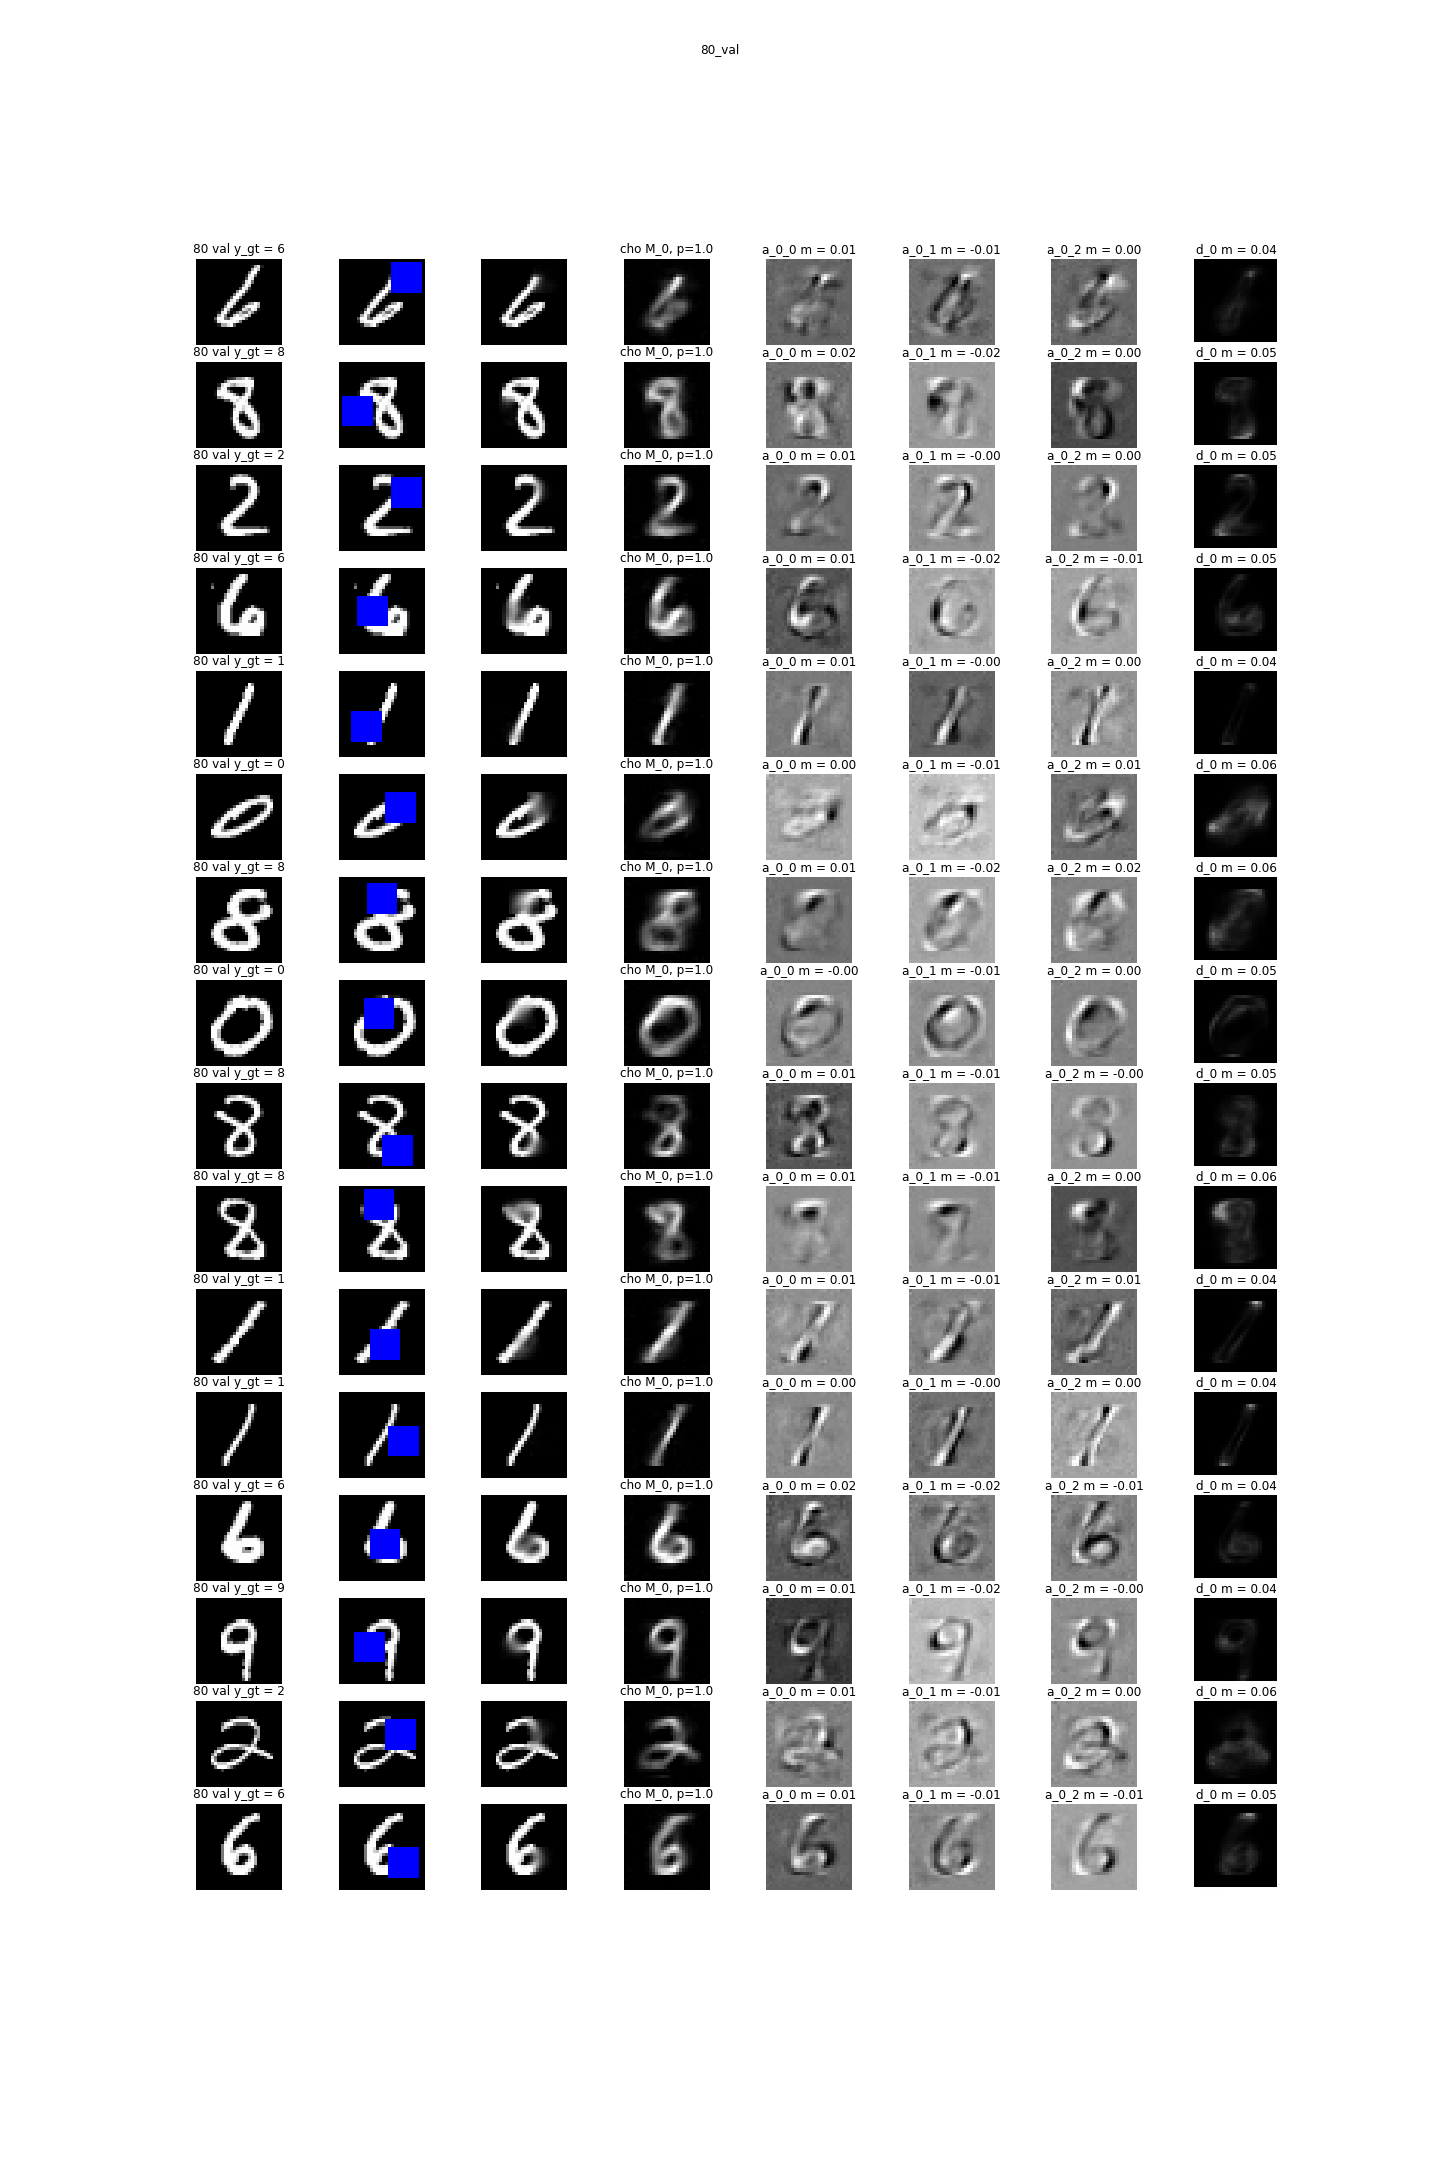 80_val
80 val y_gt = 6 cho M_0, p=1.0 a_0_0 m = 0.01 a_0_1 m = -0.01 a_0_2 m = 0.00 d_0 m = 0.04
80 val y_gt = 8 cho M_0, p=1.0 a_0_0 m = 0.02 a_0_1 m = -0.02 a_0_2 m = 0.00 d_0 m = 0.05
80 val y_gt = 2 cho M_0, p=1.0 a_0_0 m = 0.01 a_0_1 m = -0.00 a_0_2 m = 0.00 d_0 m = 0.05
80 val y_gt = 6 cho M_0, p=1.0 a_0_0 m = 0.01 a_0_1 m = -0.02 a_0_2 m = -0.01 d_0 m = 0.05
80 val y_gt = 1 cho M_0, p=1.0 a_0_0 m = 0.01 a_0_1 m = -0.00 a_0_2 m = 0.00 d_0 m = 0.04
80 val y_gt = 0 cho M_0, p=1.0 a_0_0 m = 0.00 a_0_1 m = -0.01 a_0_2 m = 0.01 d_0 m = 0.06
80 val y_gt = 8 cho M_0, p=1.0 a_0_0 m = 0.01 a_0_1 m = -0.02 a_0_2 m = 0.02 d_0 m = 0.06
80 val y_gt = 0 cho M_0, p=1.0 a_0_0 m = -0.00 a_0_1 m = -0.01 a_0_2 m = 0.00 d_0 m = 0.05
80 val y_gt = 8 cho M_0, p=1.0 a_0_0 m = 0.01 a_0_1 m = -0.01 a_0_2 m = -0.00 d_0 m = 0.05
80 val y_gt = 8 cho M_0, p=1.0 a_0_0 m = 0.01 a_0_1 m = -0.01 a_0_2 m = 0.00 d_0 m = 0.06
80 val y_gt = 1 cho M_0, p=1.0 a_0_0 m = 0.01 a_0_1 m = -0.01 a_0_2 m = 0.01 d_0 m = 0.04
80 val y_gt = 1 cho M_0, p=1.0 a_0_0 m = 0.00 a_0_1 m = -0.00 a_0_2 m = 0.00 d_0 m = 0.04
80 val y_gt = 6 cho M_0, p=1.0 a_0_0 m = 0.02 a_0_1 m = -0.02 a_0_2 m = -0.01 d_0 m = 0.04
80 val y_gt = 9 cho M_0, p=1.0 a_0_0 m = 0.01 a_0_1 m = -0.02 a_0_2 m = -0.00 d_0 m = 0.04
80 val y_gt = 2 cho M_0, p=1.0 a_0_0 m = 0.01 a_0_1 m = -0.01 a_0_2 m = 0.00 d_0 m = 0.06
80 val y_gt = 6 cho M_0, p=1.0 a_0_0 m = 0.01 a_0_1 m = -0.01 a_0_2 m = -0.01 d_0 m = 0.05